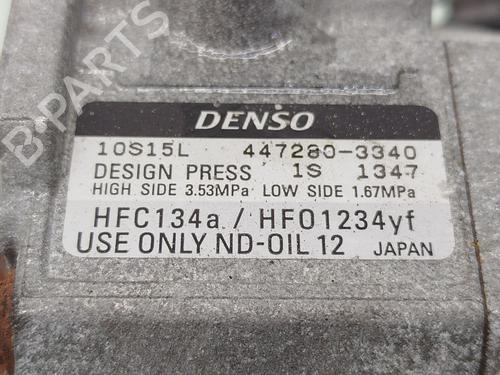 B-PARTS
DENSO
10S15L 447280-3340
DESIGN PRESS 1S 1347
HIGH SIDE 3.53MPa LOW SIDE 1.67MPa
HFC134a / HFO1234yf
USE ONLY ND-OIL 12 JAPAN